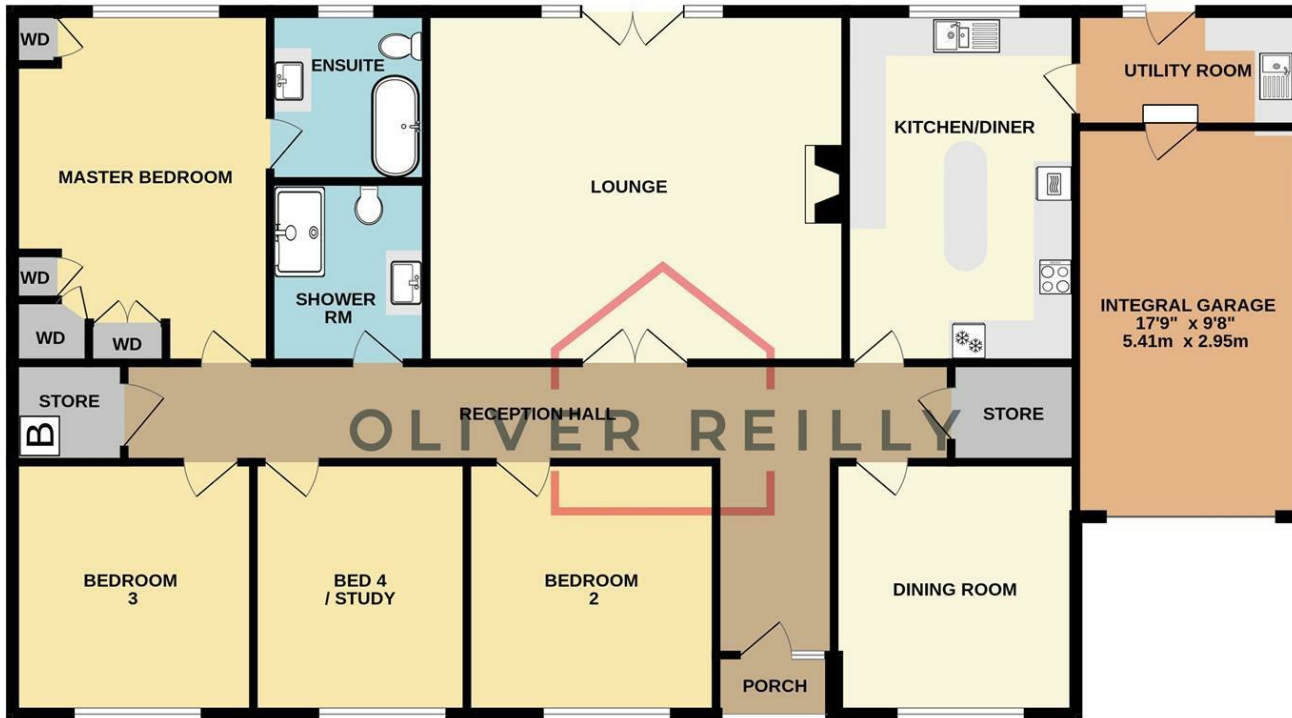 WD
ENSUITE
UTILITY ROOM
KITCHEN/DINER
MASTER BEDROOM
LOUNGE
WD
SHOWER
RM
INTEGRAL GARAGE
17'9" x 9'8"
5.41m x 2.95m
WD
WD
STORE
RECEPTION HALL
STORE
B
OLIVER REILLY
BEDROOM
3
BED 4
/ STUDY
BEDROOM
2
DINING ROOM
PORCH